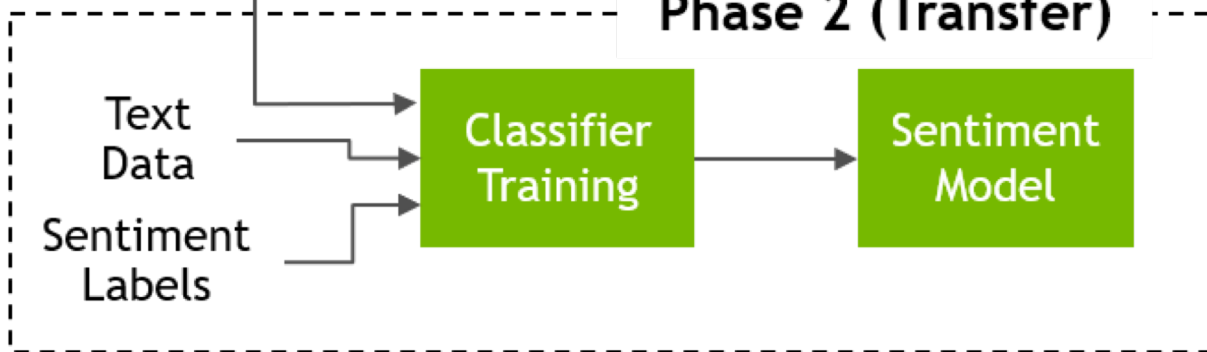 Phase 2 (Transfer)
Text
Data
Classifier
Training
Sentiment
Model
Sentiment
Labels